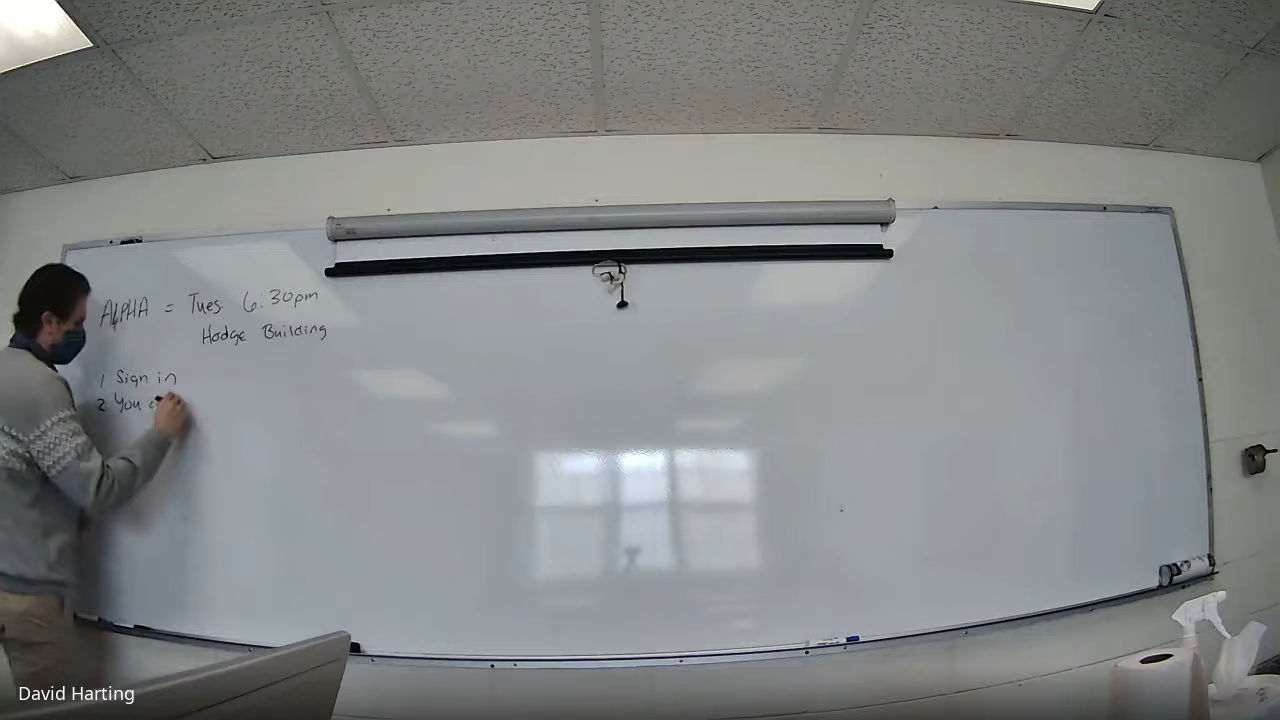 ALPHA = Tues 6:30pm
Hodge Building
1 Sign in
2 You
David Harting